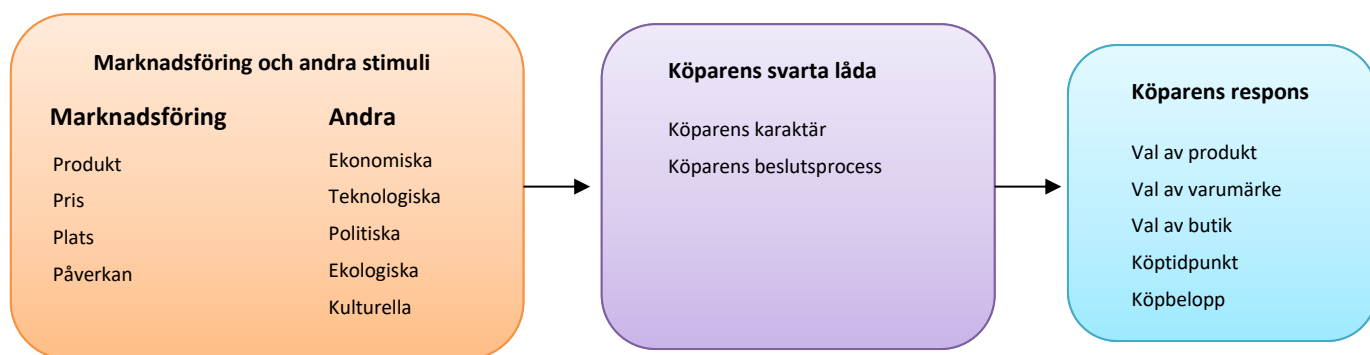 Marknadsföring och andra stimuli
Marknadsföring
Produkt
Pris
Plats
Påverkan
Andra
Ekonomiska
Teknologiska
Politiska
Ekologiska
Kulturella
Köparens svarta låda
Köparens karaktär
Köparens beslutsprocess
Köparens respons
Val av produkt
Val av varumärke
Val av butik
Köptidpunkt
Köpbelopp